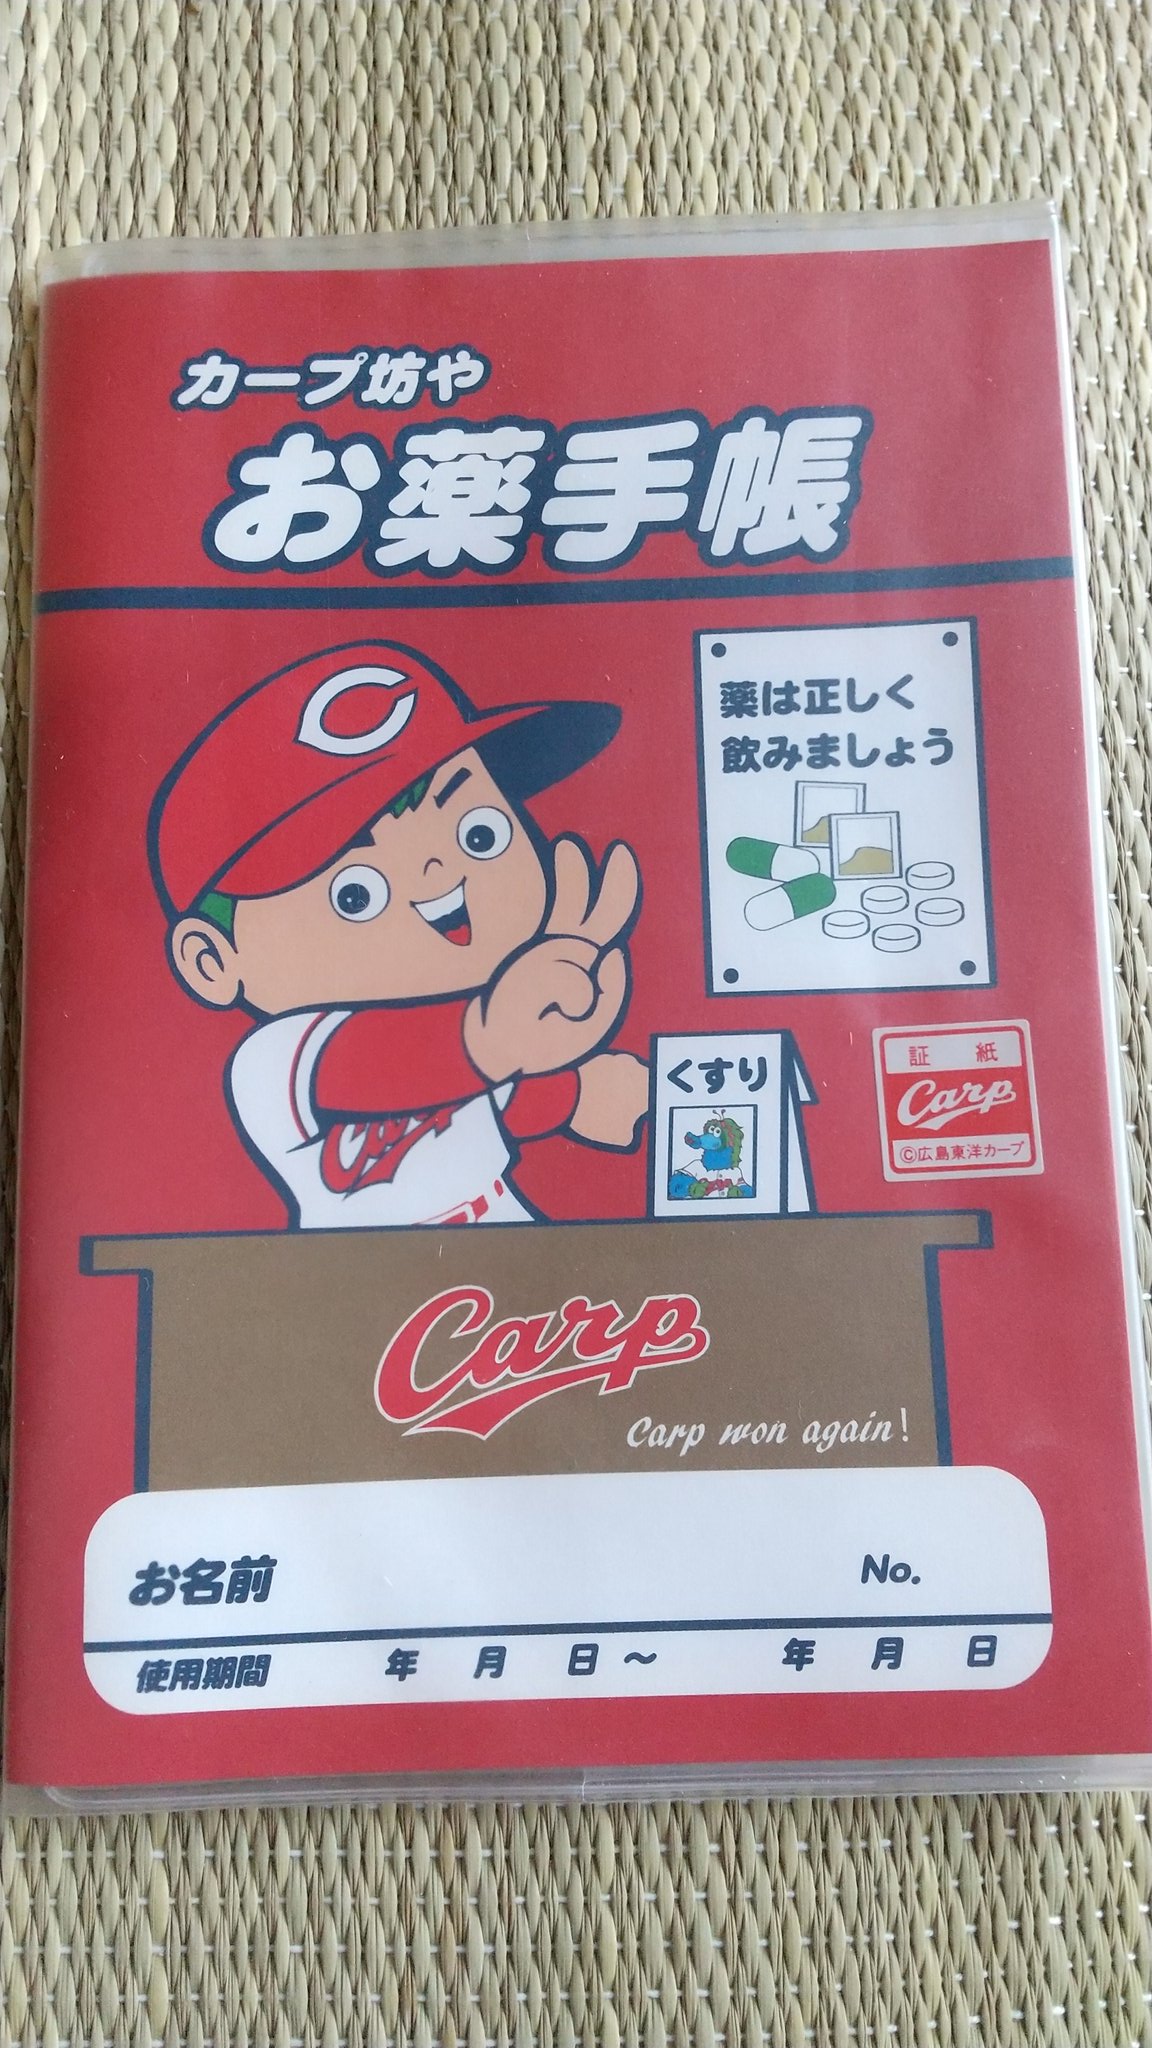 カープ坊や
お薬手帳
C
薬は正しく
飲みましょう
くすり
証 紙
Carp
©広島東洋カープ
Carp
Carp won again!
お名前 No.
使用期間 年 月 日～ 年 月 日